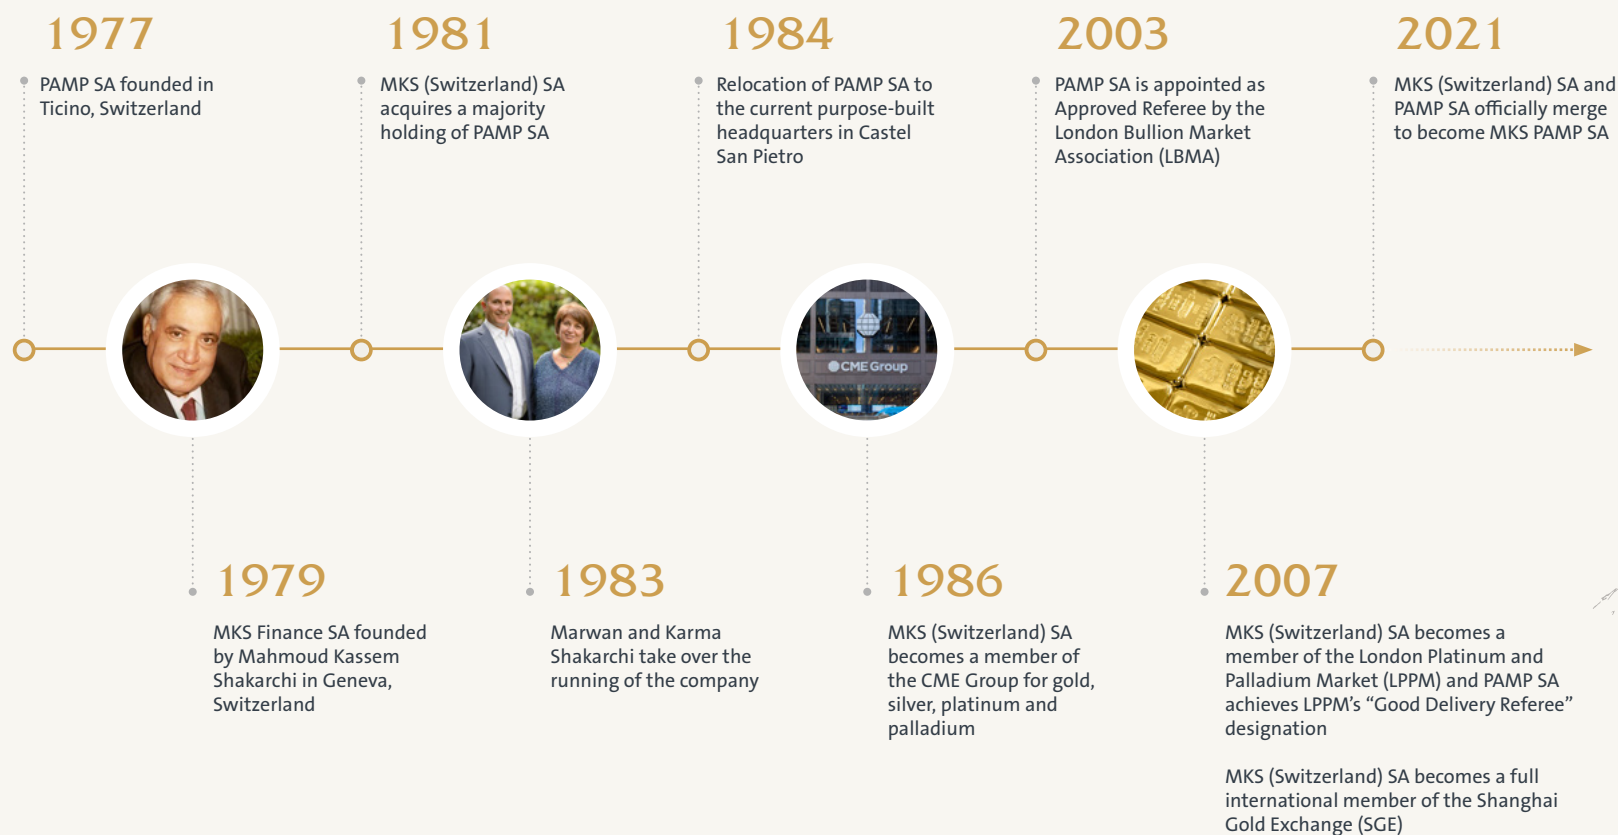 1977
PAMP SA founded in
Ticino, Switzerland
1981
MKS (Switzerland) SA
acquires a majority
holding of PAMP SA
1984
Relocation of PAMP SA to
the current purpose-built
headquarters in Castel
San Pietro
2003
PAMP SA is appointed as
Approved Referee by the
London Bullion Market
Association (LBMA)
2021
MKS (Switzerland) SA and
PAMP SA officially merge
to become MKS PAMP SA
CME Group
1979
MKS Finance SA founded
by Mahmoud Kassem
Shakarchi in Geneva,
Switzerland
1983
Marwan and Karma
Shakarchi take over the
running of the company
1986
MKS (Switzerland) SA
becomes a member of
the CME Group for gold,
silver, platinum and
palladium
2007
MKS (Switzerland) SA becomes a
member of the London Platinum and
Palladium Market (LPPM) and PAMP SA
achieves LPPM’s “Good Delivery Referee”
designation
MKS (Switzerland) SA becomes a full
international member of the Shanghai
Gold Exchange (SGE)